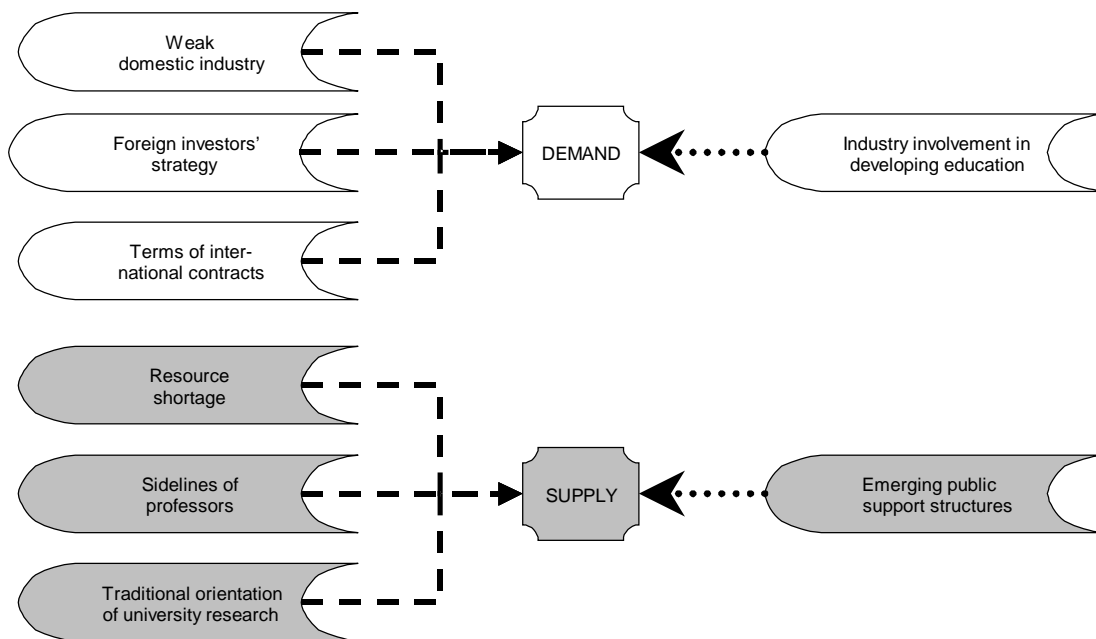 Weak
domestic industry
Foreign investors'
strategy
DEMAND
Industry involvement in
developing education
Terms of inter-
national contracts
Resource
shortage
Sidelines of
professors
SUPPLY
Emerging public
support structures
Traditional orientation
of university research